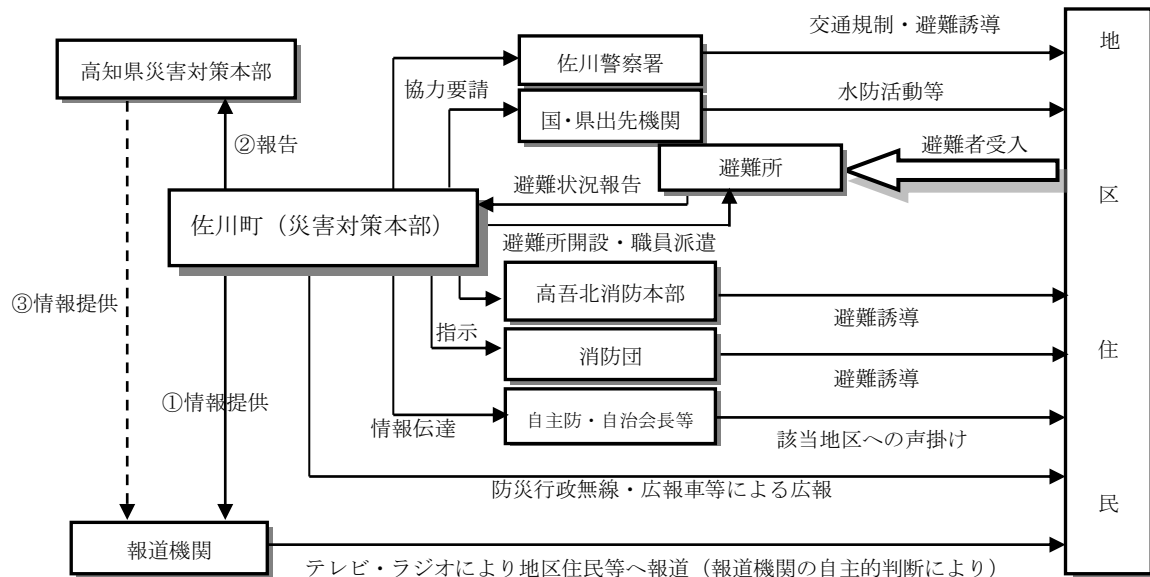 交通規制・避難誘導
佐川警察署
高知県災害対策本部
協力要請
水防活動等
国・県出先機関
②報告
避難者受入
避難所
避難状況報告
佐川町（災害対策本部）
避難所開設・職員派遣
高吾北消防本部
③情報提供
避難誘導
指示
消防団
避難誘導
①情報提供
自主防・自治会長等
情報伝達
該当地区への声掛け
防災行政無線・広報車等による広報
報道機関
テレビ・ラジオにより地区住民等へ報道（報道機関の自主的判断により）
地区住民